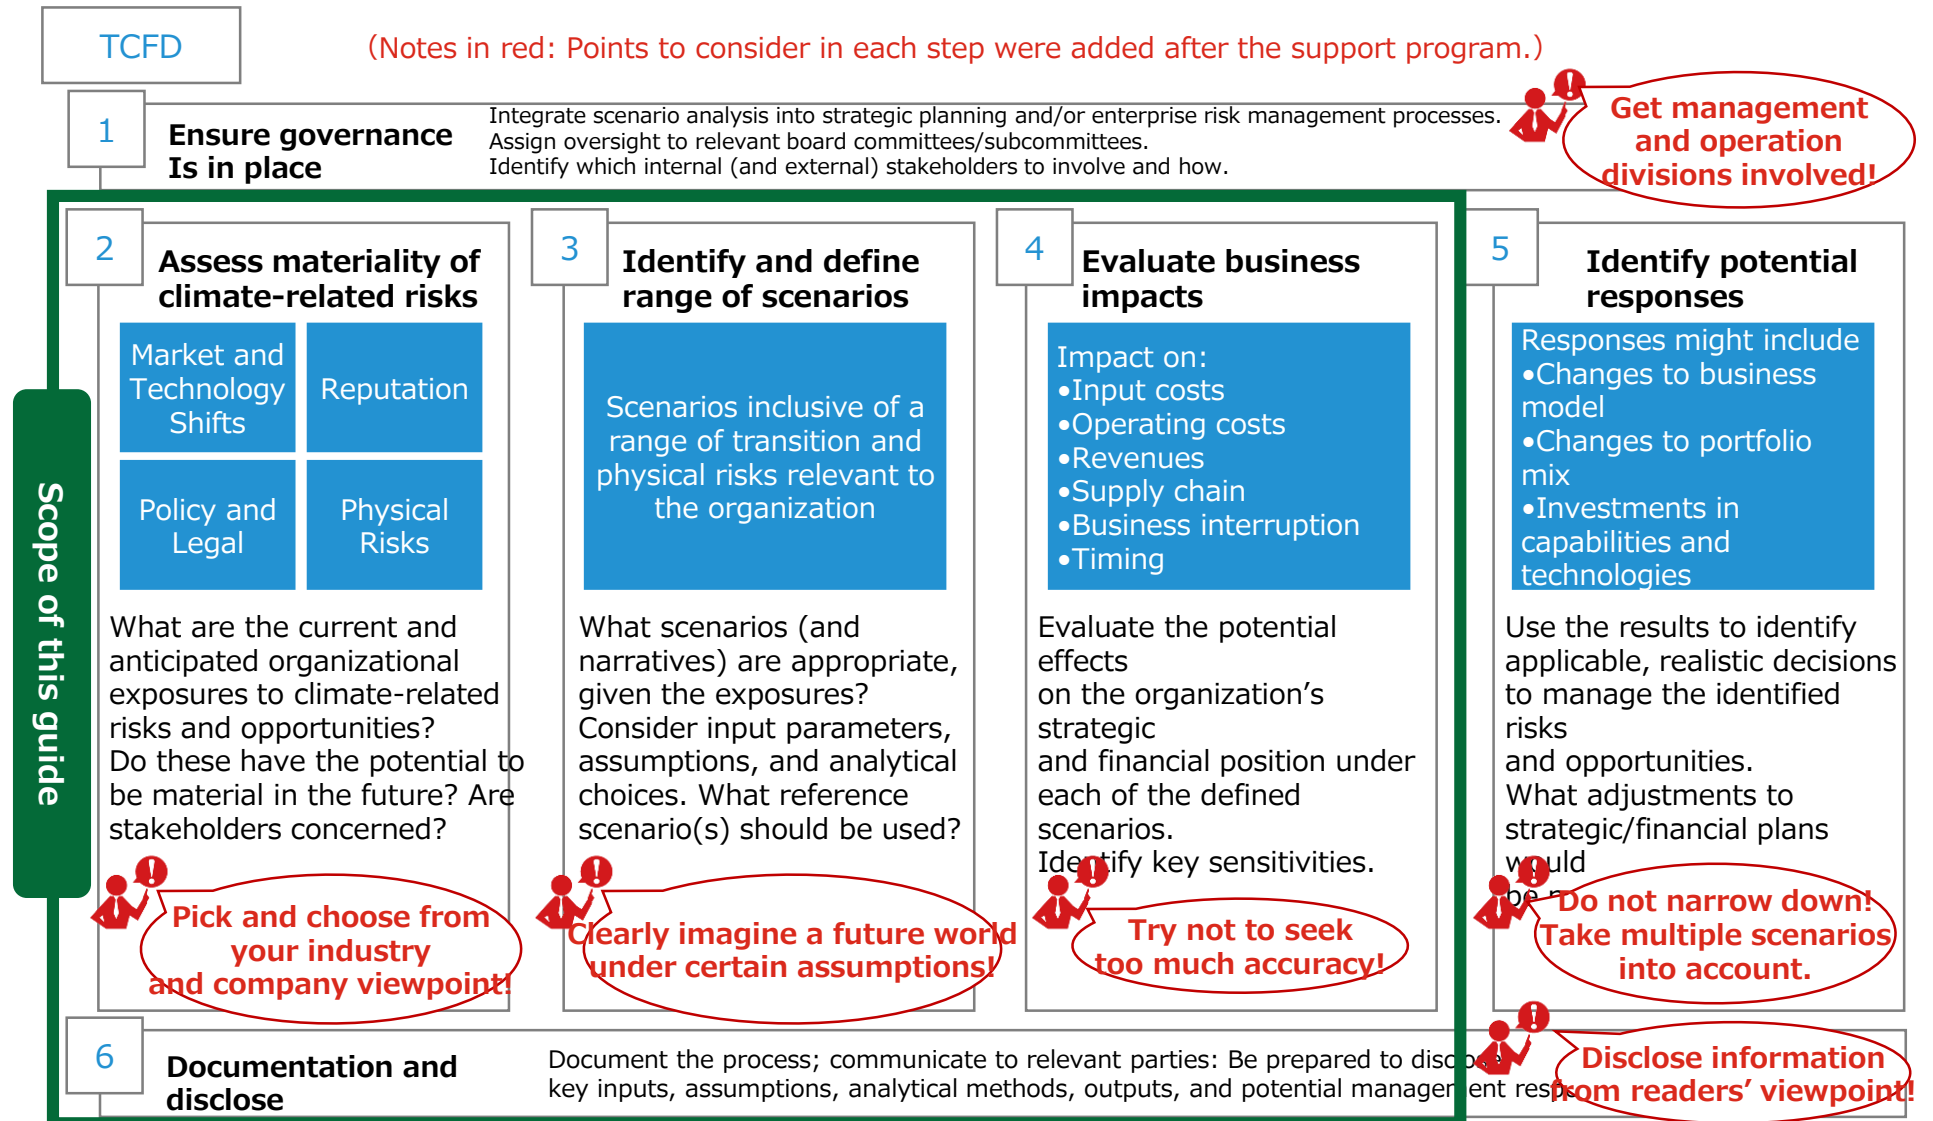 TCFD
（Notes in red: Points to consider in each step were added after the support program.）
1
Ensure governance
Is in place
Integrate scenario analysis into strategic planning and/or enterprise risk management processes.
Assign oversight to relevant board committees/subcommittees.
Identify which internal (and external) stakeholders to involve and how.
Get management
and operation
divisions involved!
Scope of this guide
2
Assess materiality of
climate-related risks
Market and
Technology
Shifts
Reputation
Policy and
Legal
Physical
Risks
What are the current and
anticipated organizational
exposures to climate-related
risks and opportunities?
Do these have the potential to
be material in the future? Are
stakeholders concerned?
Pick and choose from
your industry
and company viewpoint!
3
Identify and define
range of scenarios
Scenarios inclusive of a
range of transition and
physical risks relevant to
the organization
What scenarios (and
narratives) are appropriate,
given the exposures?
Consider input parameters,
assumptions, and analytical
choices. What reference
scenario(s) should be used?
Clearly imagine a future world
under certain assumptions!
4
Evaluate business
impacts
Impact on:
•Input costs
•Operating costs
•Revenues
•Supply chain
•Business interruption
•Timing
Evaluate the potential
effects
on the organization’s
strategic
and financial position under
each of the defined
scenarios.
Identify key sensitivities.
Try not to seek
too much accuracy!
5
Identify potential
responses
Responses might include
•Changes to business
model
•Changes to portfolio
mix
•Investments in
capabilities and
technologies
Use the results to identify
applicable, realistic decisions
to manage the identified
risks
and opportunities.
What adjustments to
strategic/financial plans
would
be
Do not narrow down!
Take multiple scenarios
into account.
6
Documentation and
disclose
Document the process; communicate to relevant parties: Be prepared to disclose
key inputs, assumptions, analytical methods, outputs, and potential management
Disclose information
from readers’ viewpoint!